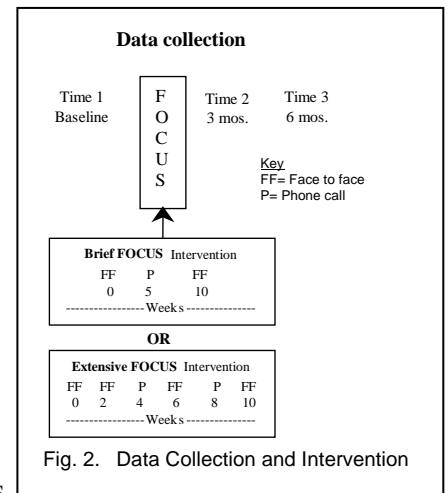 Data collection
Time 1
Baseline
F
O
C
U
S
Time 2
3 mos.
Time 3
6 mos.
Key
FF= Face to face
P= Phone call
Brief FOCUS Intervention
FF P FF
0 5 10
-----------------Weeks---------------
OR
Extensive FOCUS Intervention
FF FF P FF P FF
0 2 4 6 8 10
-----------------Weeks---------------
Fig. 2. Data Collection and Intervention